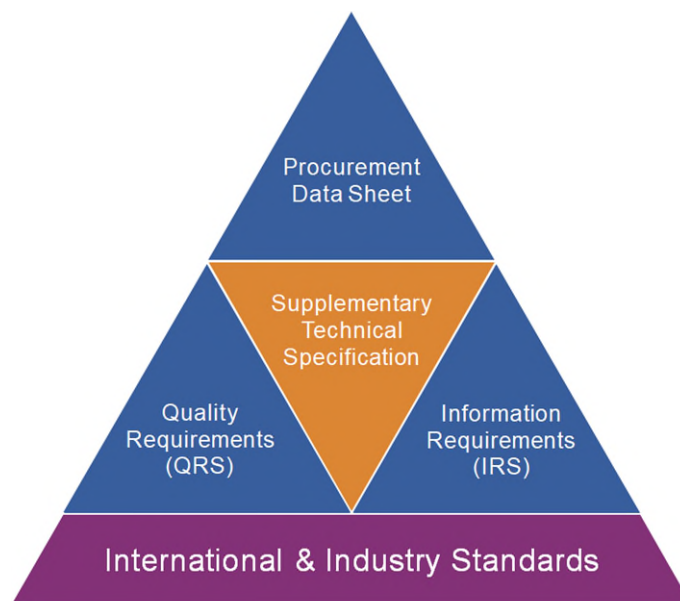 Procurement
Data Sheet
Supplementary
Technical
Specification
Quality
Requirements
(QRS)
Information
Requirements
(IRS)
International & Industry Standards